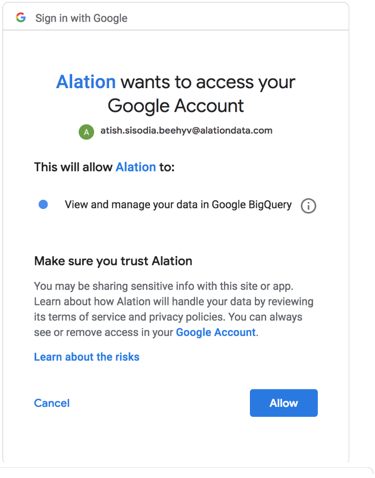 Sign in with Google
Alation wants to access your
Google Account
A atish.sisodia.beehyv@alationdata.com
This will allow Alation to:
View and manage your data in Google BigQuery
Make sure you trust Alation
You may be sharing sensitive info with this site or app.
Learn about how Alation will handle your data by reviewing
its terms of service and privacy policies. You can always
see or remove access in your Google Account.
Learn about the risks
Cancel
Allow